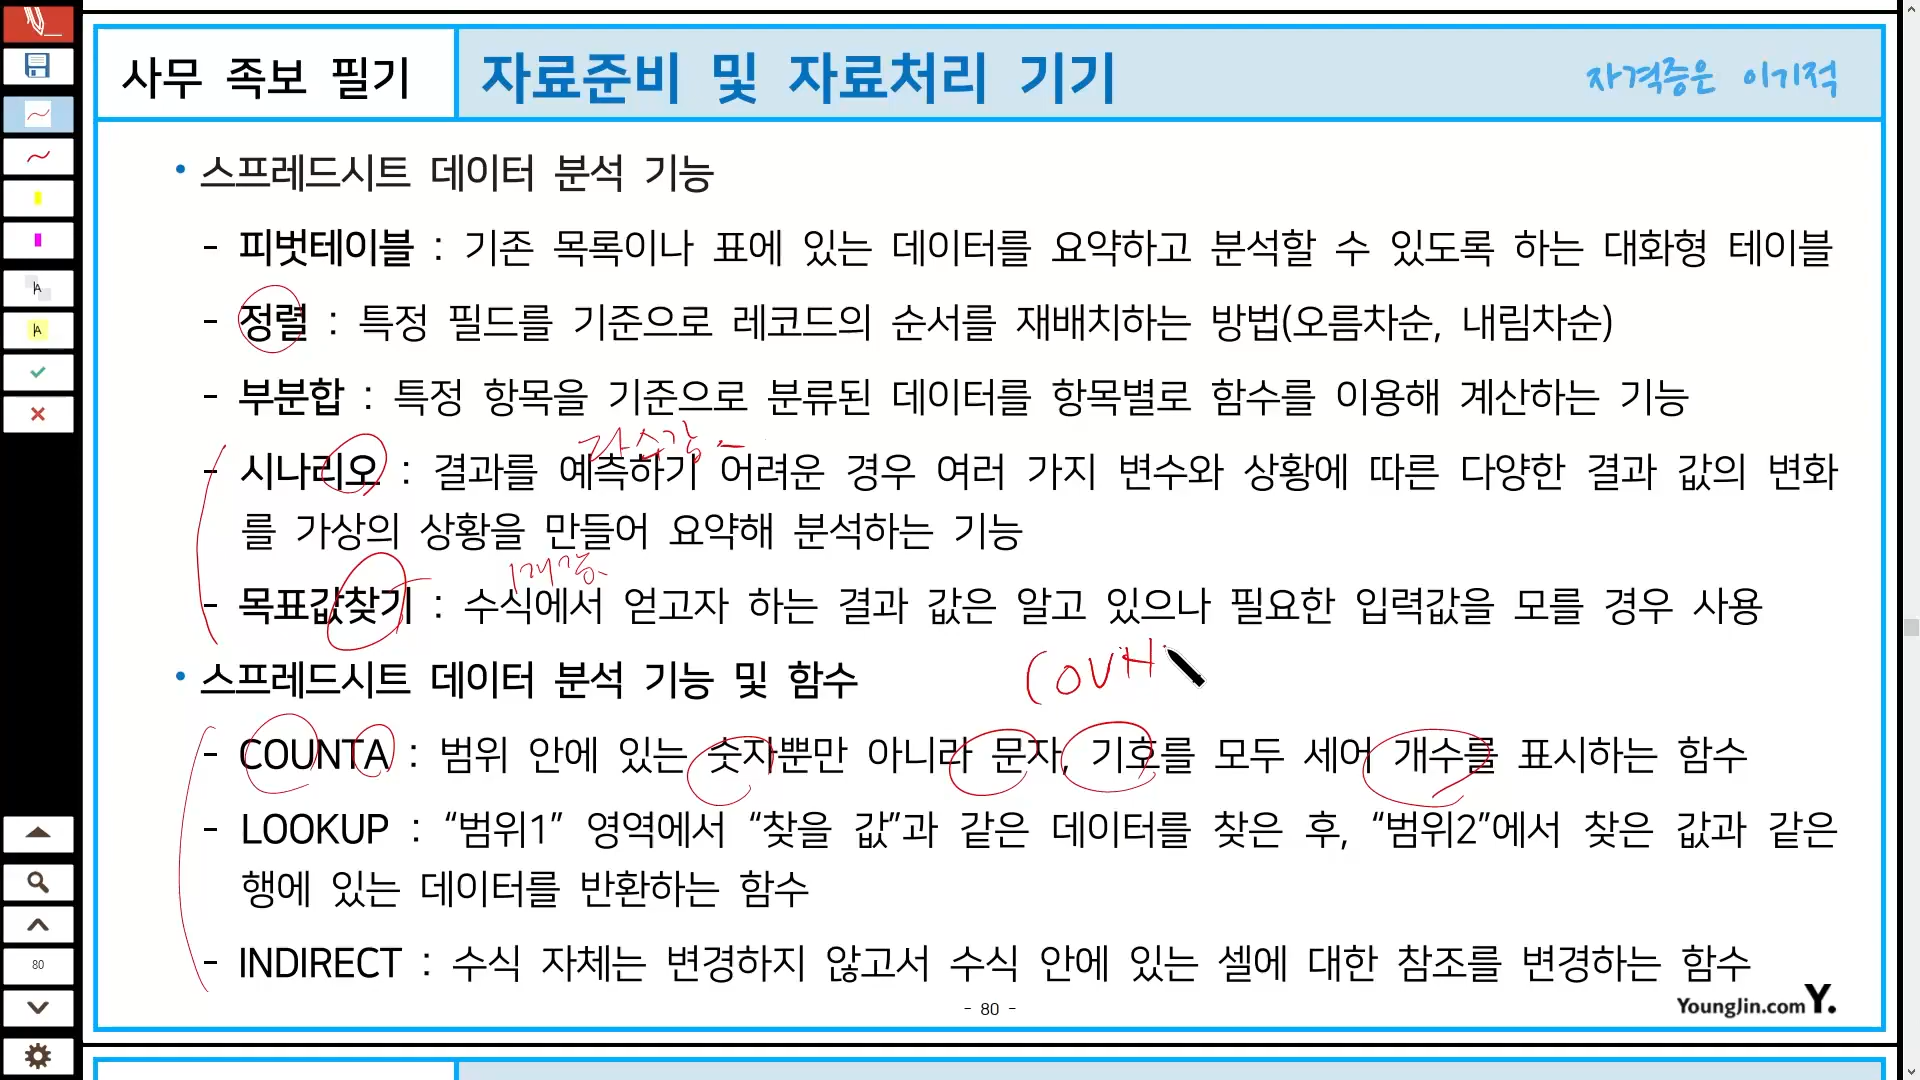 사무 족보 필기
자료준비 및 자료처리 기기
자격증은 이기적
• 스프레드시트 데이터 분석 기능
- 피벗테이블 : 기존 목록이나 표에 있는 데이터를 요약하고 분석할 수 있도록 하는 대화형 테이블
- 정렬 : 특정 필드를 기준으로 레코드의 순서를 재배치하는 방법(오름차순, 내림차순)
- 부분합 : 특정 항목을 기준으로 분류된 데이터를 항목별로 함수를 이용해 계산하는 기능
- 시나리오 : 결과를 예측하기 어려운 경우 여러 가지 변수와 상황에 따른 다양한 결과 값의 변화
를 가상의 상황을 만들어 요약해 분석하는 기능
- 목표값찾기 : 수식에서 얻고자 하는 결과 값은 알고 있으나 필요한 입력값을 모를 경우 사용
• 스프레드시트 데이터 분석 기능 및 함수
COUN
- COUNTA : 범위 안에 있는 숫자뿐만 아니라 문자, 기호를 모두 세어 개수를 표시하는 함수
- LOOKUP : “범위1” 영역에서 “찾을 값”과 같은 데이터를 찾은 후, “범위2”에서 찾은 값과 같은
행에 있는 데이터를 반환하는 함수
- INDIRECT : 수식 자체는 변경하지 않고서 수식 안에 있는 셀에 대한 참조를 변경하는 함수
- 80 -
YoungJin.com Y.
80